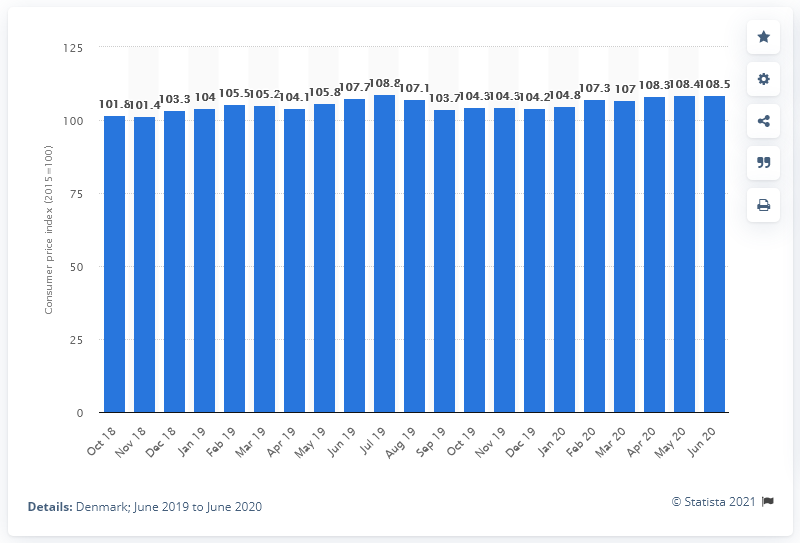 125
100
75
50
25
0
Consumer price index (2015=100)
101.8 101.4 103.3 104 105.5 105.2 104.1 105.8 107.7 108.8 107.1 103.7 104.3 104.3 104.2 104.8 107.3 107 108.3 108.4 108.5
Oct 18 Nov 18 Dec 18 Jan 19 Feb 19 Mar 19 Apr 19 May 19 Jun 19 Jul 19 Aug 19 Sep 19 Oct 19 Nov 19 Dec 19 Jan 20 Feb 20 Mar 20 Apr 20 May 20 Jun 20
Details: Denmark; June 2019 to June 2020
© Statista 2021